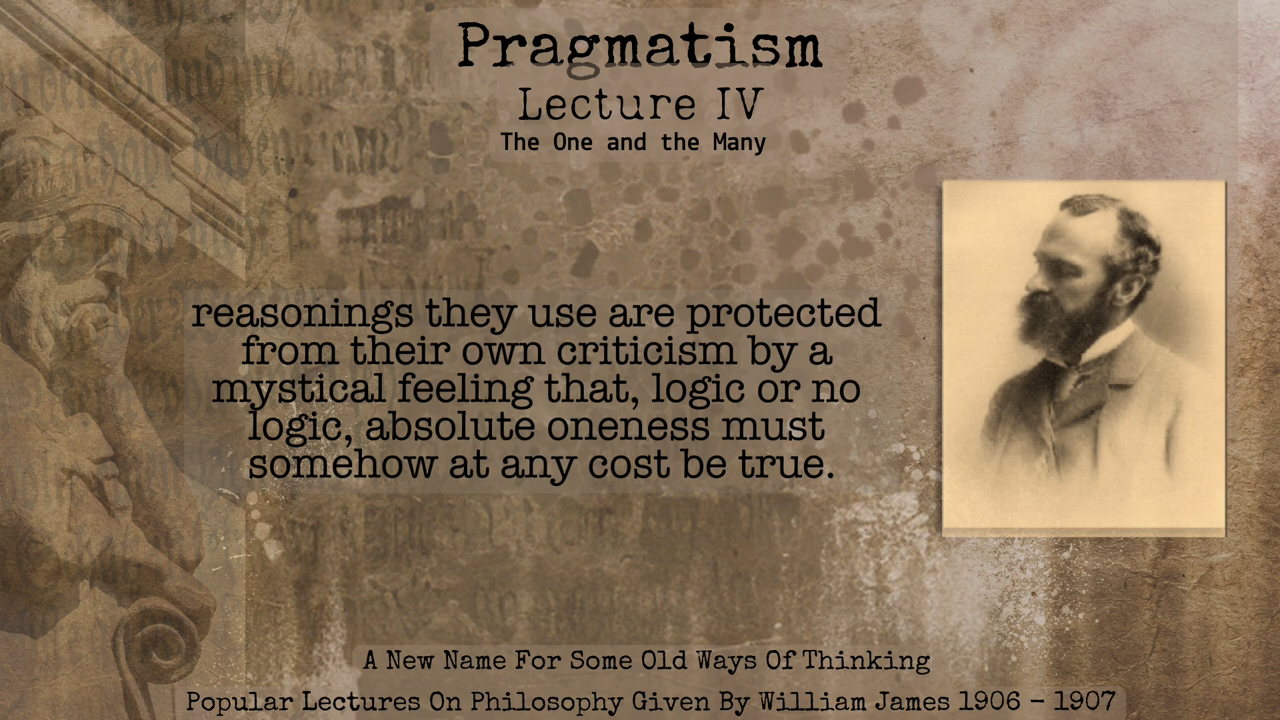 Pragmatism
Lecture IV
The One and the Many
reasonings they use are protected
from their own criticism by a
mystical feeling that, logic or no
logic, absolute oneness must
somehow at any cost be true.
A New Name For Some Old Ways Of Thinking
Popular Lectures On Philosophy Given By William James 1906 - 1907